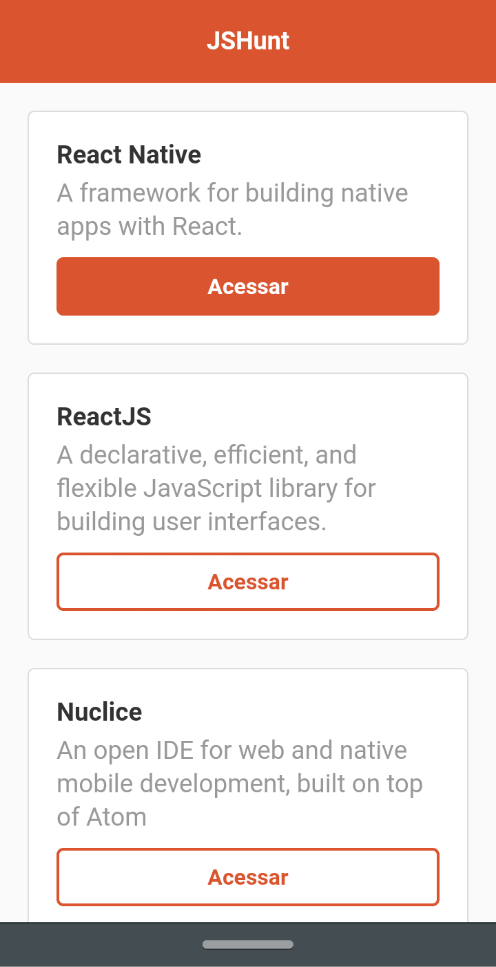 JSHunt
React Native
A framework for building native
apps with React.
Acessar
ReactJS
A declarative, efficient, and
flexible JavaScript library for
building user interfaces.
Acessar
Nuclice
An open IDE for web and native
mobile development, built on top
of Atom
Acessar